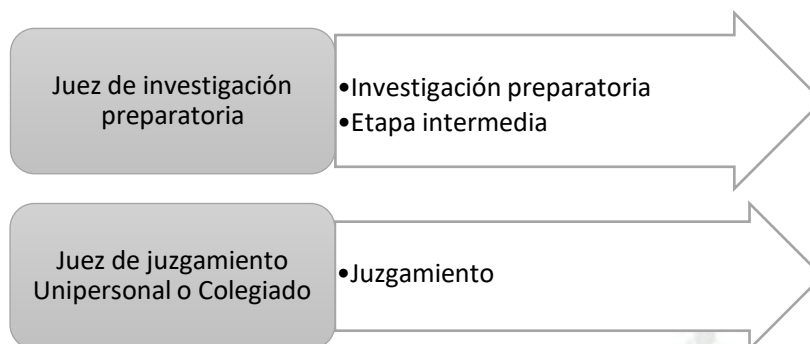 Juez de investigación
preparatoria
•Investigación preparatoria
•Etapa intermedia
Juez de juzgamiento
Unipersonal o Colegiado
•Juzgamiento